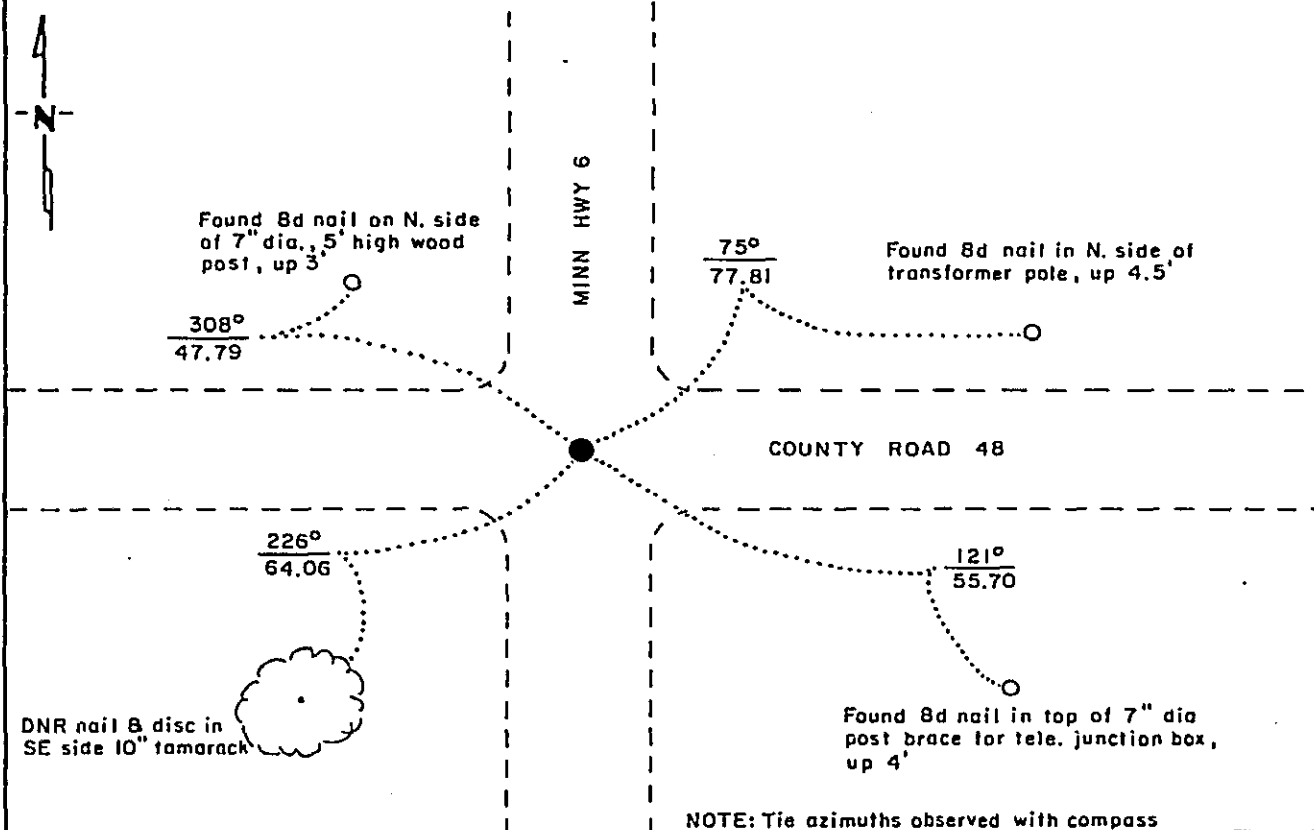 N
MINN HWY 6
Found 8d nail on N. side
of 7" dia., 5' high wood
post, up 3'
308°
47.79
75°
77.81
Found 8d nail in N. side of
transformer pole, up 4.5'
COUNTY ROAD 48
226°
64.06
121°
55.70
DNR nail & disc in
SE side 10" tamarack
Found 8d nail in top of 7" dia
post brace for tele. junction box,
up 4'
NOTE: Tie azimuths observed with compass